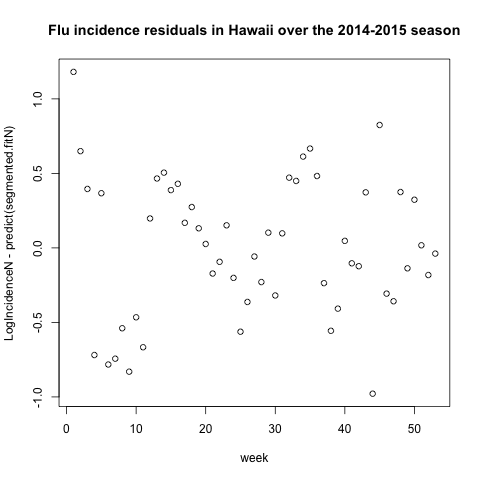 Flu incidence residuals in Hawaii over the 2014-2015 season
LogIncidenceN - predict(segmented.fitN)
1.0
0.5
0.0
-0.5
-1.0
0 10 20 30 40 50
week